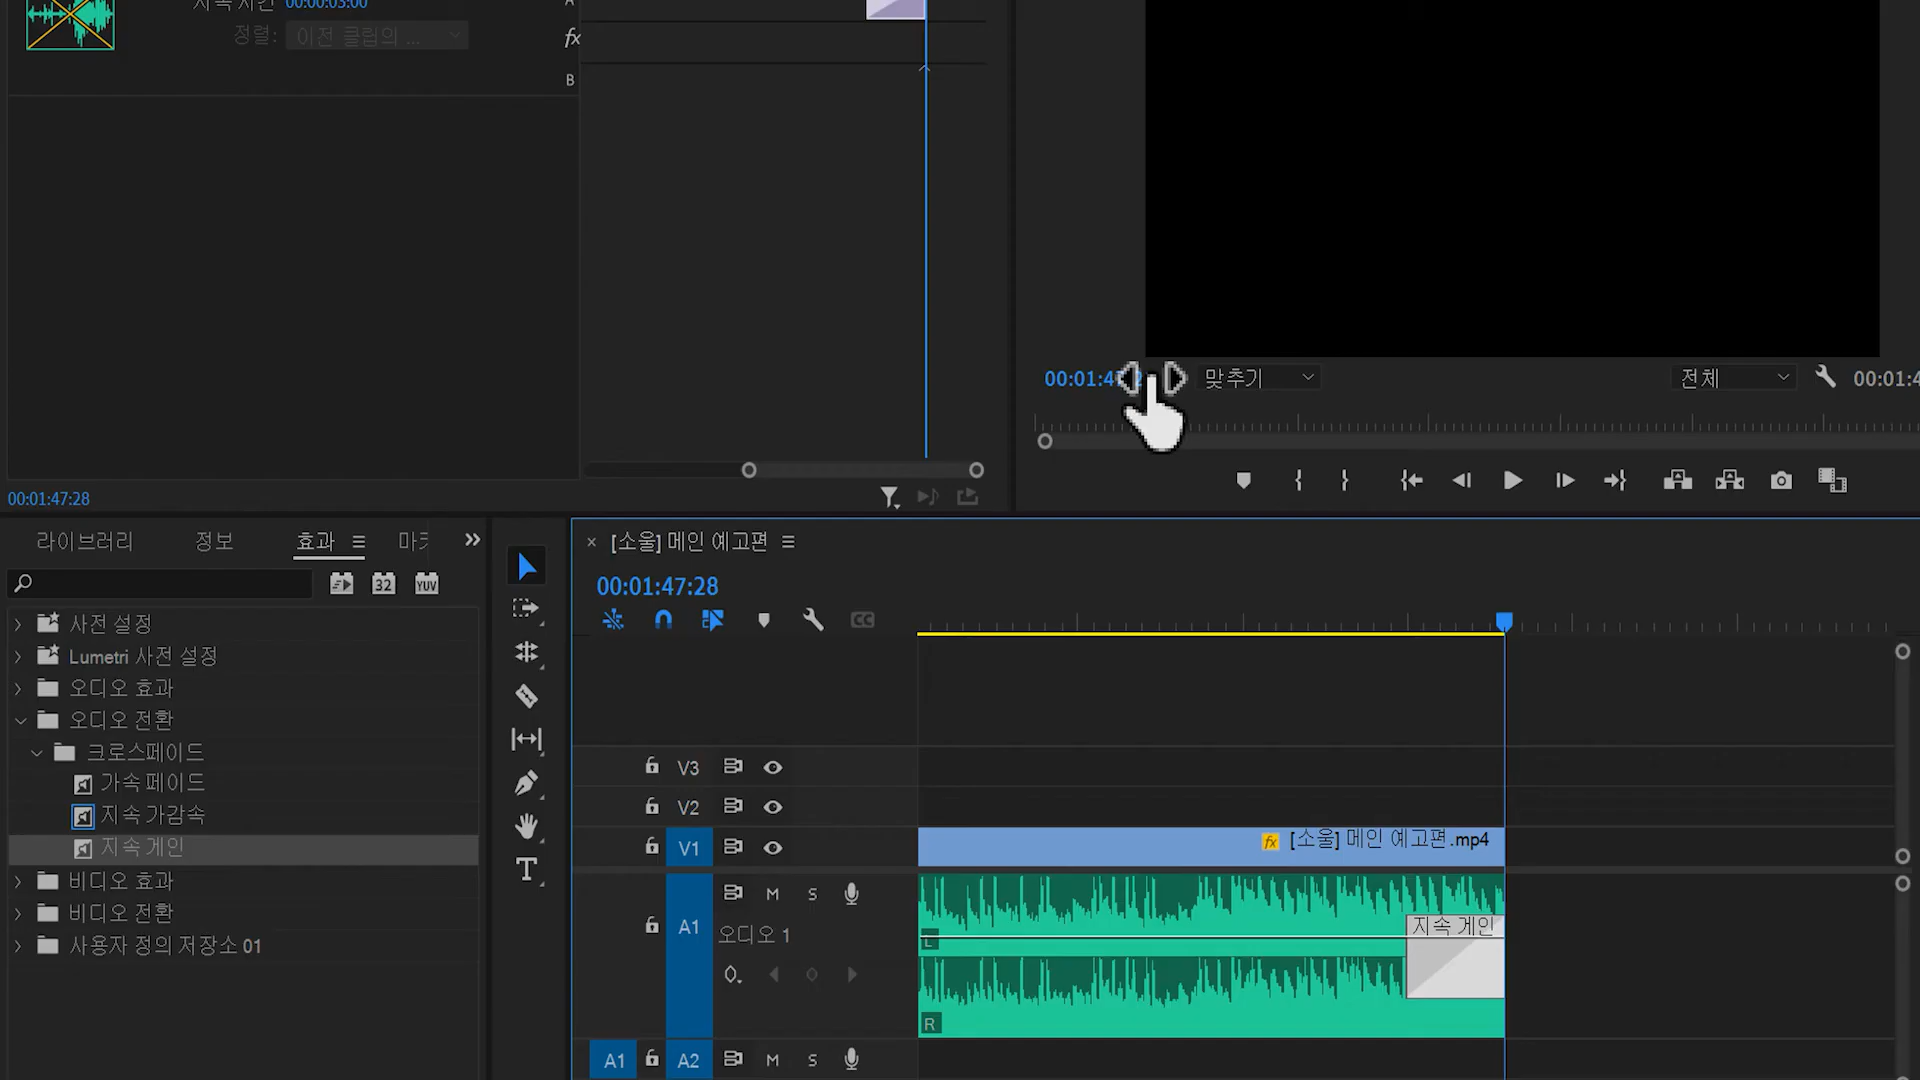 지속 시간 00:00:03:00
정렬: 이전 클립의 ...
A
fx
B
00:01:47:28
맞추기
전체
00:01:4
라이브러리 정보 효과
32 YUV
사전 설정
Lumetri 사전 설정
오디오 효과
오디오 전환
크로스페이드
가속 페이드
지속 가감속
지속 게인
비디오 효과
비디오 전환
사용자 정의 저장소 01
T
× [소울] 메인 예고편
00:01:47:28
CC
V3
V2
V1
fx [소울] 메인 예고편.mp4
A1 M S
오디오 1
L
지속 게인
R
A1 A2 M S